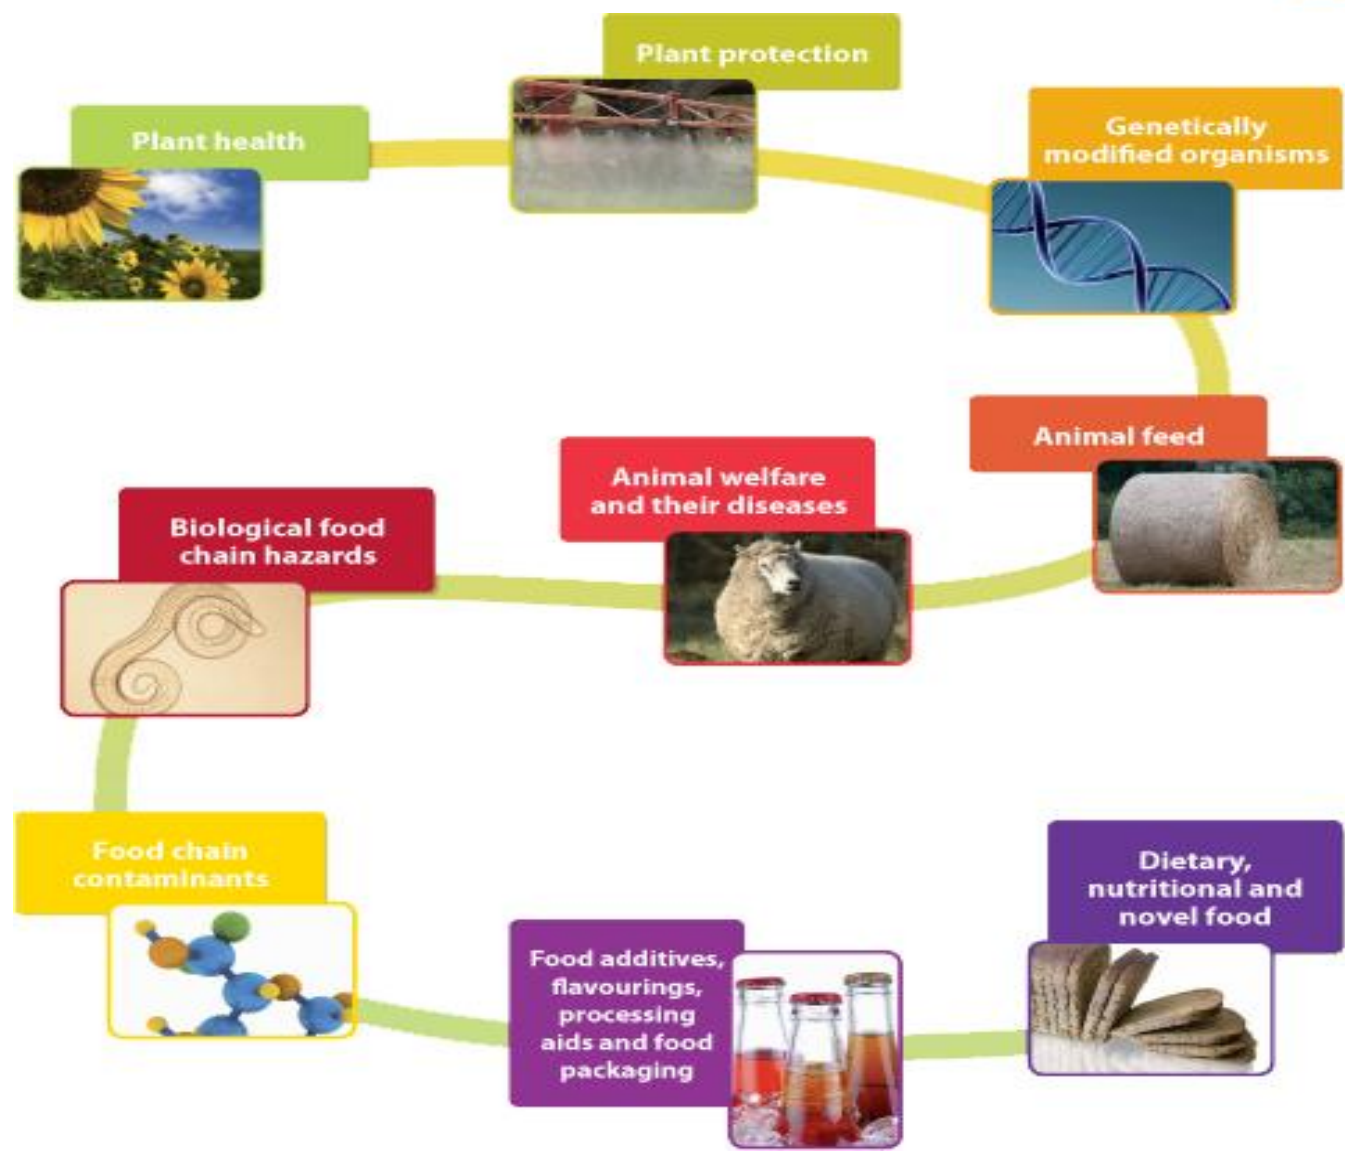 Plant health
Plant protection
Genetically
modified organisms
Animal feed
Animal welfare
and their diseases
Biological food
chain hazards
Food chain
contaminants
Food additives,
flavourings,
processing
aids and food
packaging
Dietary,
nutritional and
novel food